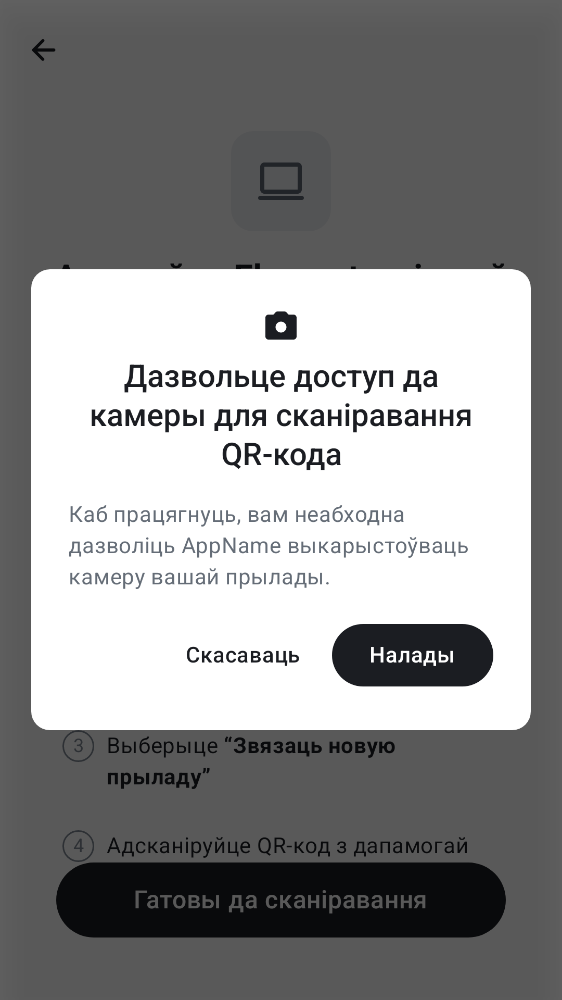 Дазвольце доступ да
камеры для сканіравання
QR-кода
Каб працягнуць, вам неабходна
дазволіць AppName выкарыстоўваць
камеру вашай прылады.
Скасаваць
Налады
3 Выберыце “Звязаць новую
прыладу”
4 Адсканіруйце QR-код з дапамогай
Гатовы да сканіравання